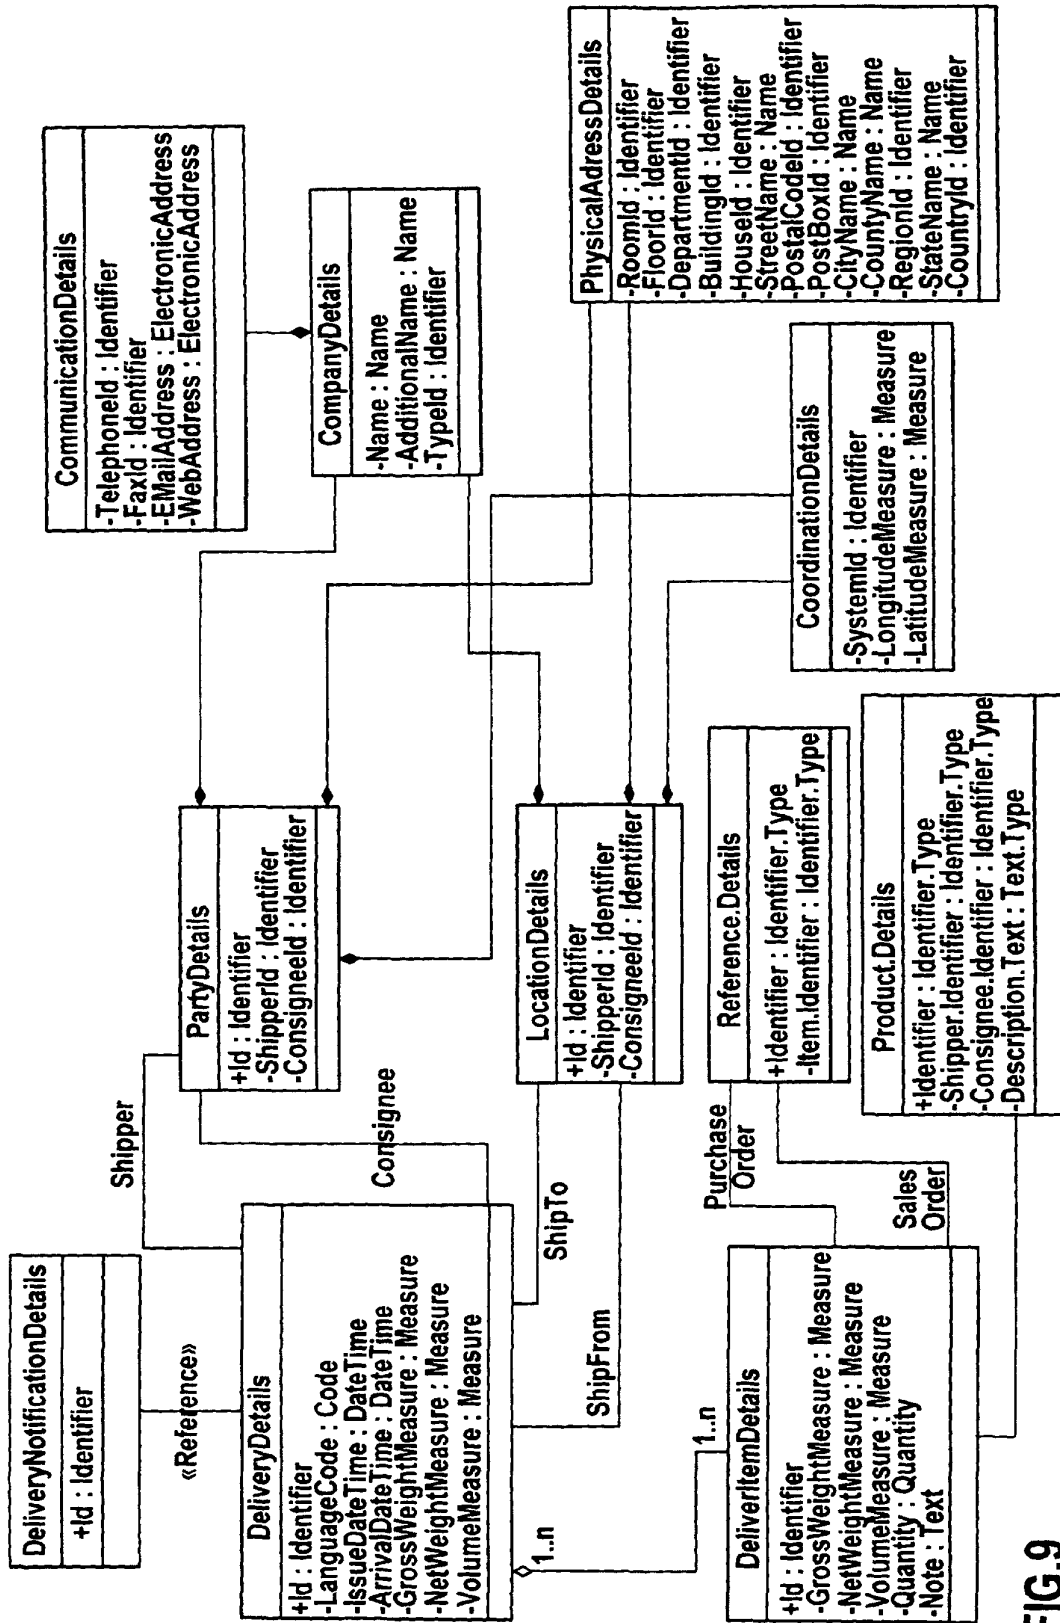 DeliveryNotificationDetails
+Id : Identifier
«Reference»
DeliveryDetails
+Id : Identifier
-LanguageCode : Code
-IssueDateTime : DateTime
-ArrivalDateTime : DateTime
-GrossWeightMeasure : Measure
-NetWeightMeasure : Measure
-VolumeMeasure : Measure
Shipper
Consignee
ShipTo
ShipFrom
1..n
1..n
DeliverItemDetails
+Id : Identifier
-GrossWeightMeasure : Measure
-NetWeightMeasure : Measure
-VolumeMeasure : Measure
-Quantity : Quantity
-Note : Text
Purchase
Order
Sales
Order
PartyDetails
+Id : Identifier
-ShipperId : Identifier
-ConsigneeId : Identifier
LocationDetails
+Id : Identifier
-ShipperId : Identifier
-ConsigneeId : Identifier
Reference.Details
+Identifier : Identifier.Type
-Item.Identifier : Identifier.Type
Product.Details
+Identifier : Identifier.Type
-Shipper.Identifier : Identifier.Type
-Consignee.Identifier : Identifier.Type
-Description.Text : Text.Type
CommunicationDetails
-TelephoneId : Identifier
-FaxId : Identifier
-EMailAddress : ElectronicAddress
-WebAddress : ElectronicAddress
CompanyDetails
-Name : Name
-AdditionalName : Name
-TypeId : Identifier
PhysicalAdressDetails
-RoomId : Identifier
-FloorId : Identifier
-DepartmentId : Identifier
-BuildingId : Identifier
-HouseId : Identifier
-StreetName : Name
-PostalCodeId : Identifier
-PostBoxId : Identifier
-CityName : Name
-CountyName : Name
-RegionId : Identifier
-StateName : Name
-CountryId : Identifier
CoordinationDetails
-SystemId : Identifier
-LongitudeMeasure : Measure
-LatitudeMeasure : Measure
FIG.9